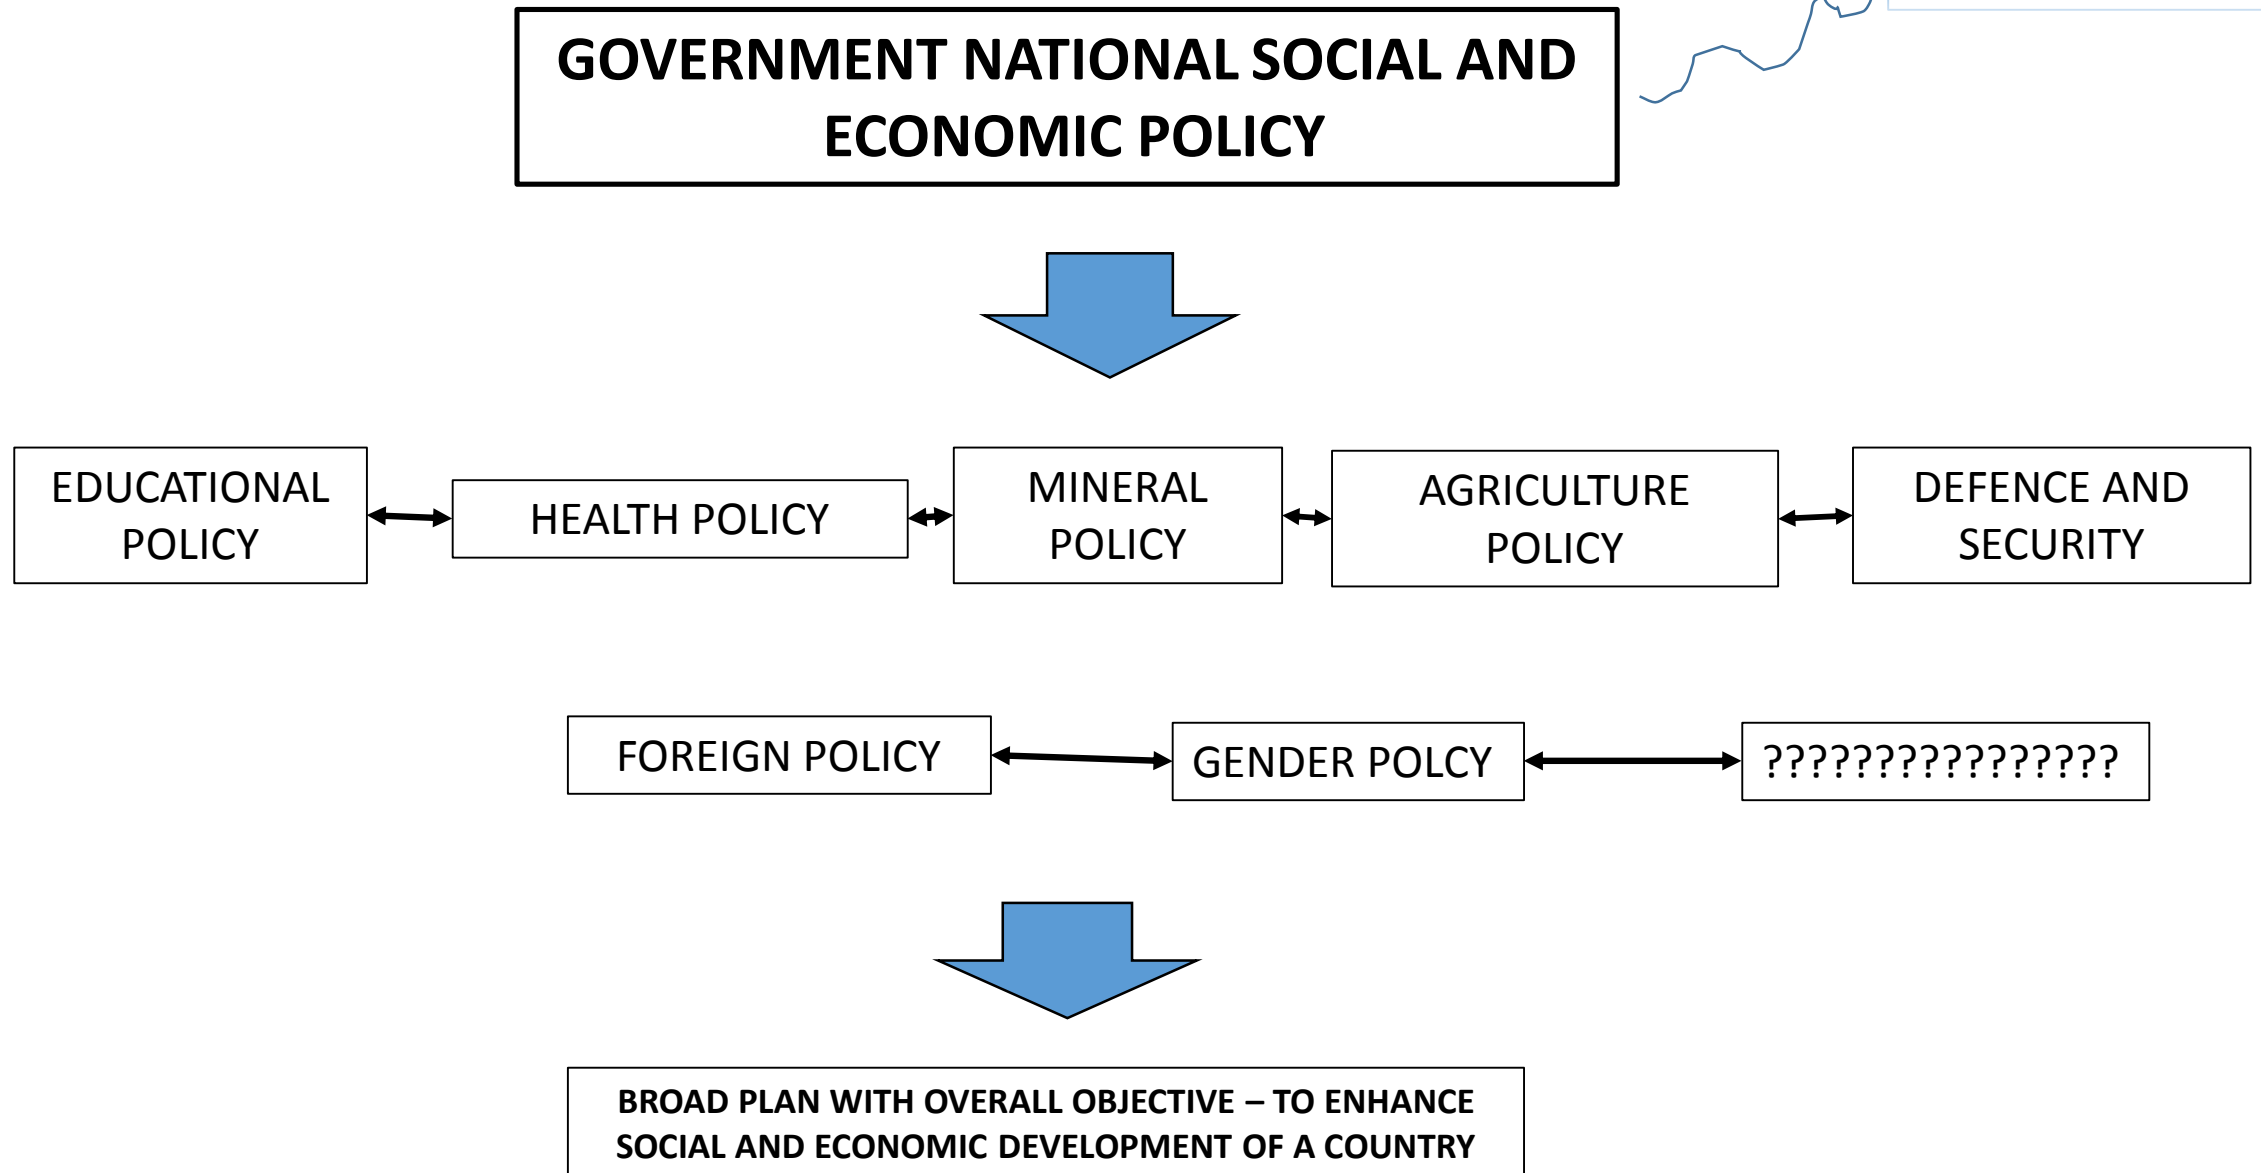 GOVERNMENT NATIONAL SOCIAL AND
ECONOMIC POLICY
EDUCATIONAL
POLICY
HEALTH POLICY
MINERAL
POLICY
AGRICULTURE
POLICY
DEFENCE AND
SECURITY
FOREIGN POLICY
GENDER POLCY
????????????????
BROAD PLAN WITH OVERALL OBJECTIVE – TO ENHANCE
SOCIAL AND ECONOMIC DEVELOPMENT OF A COUNTRY